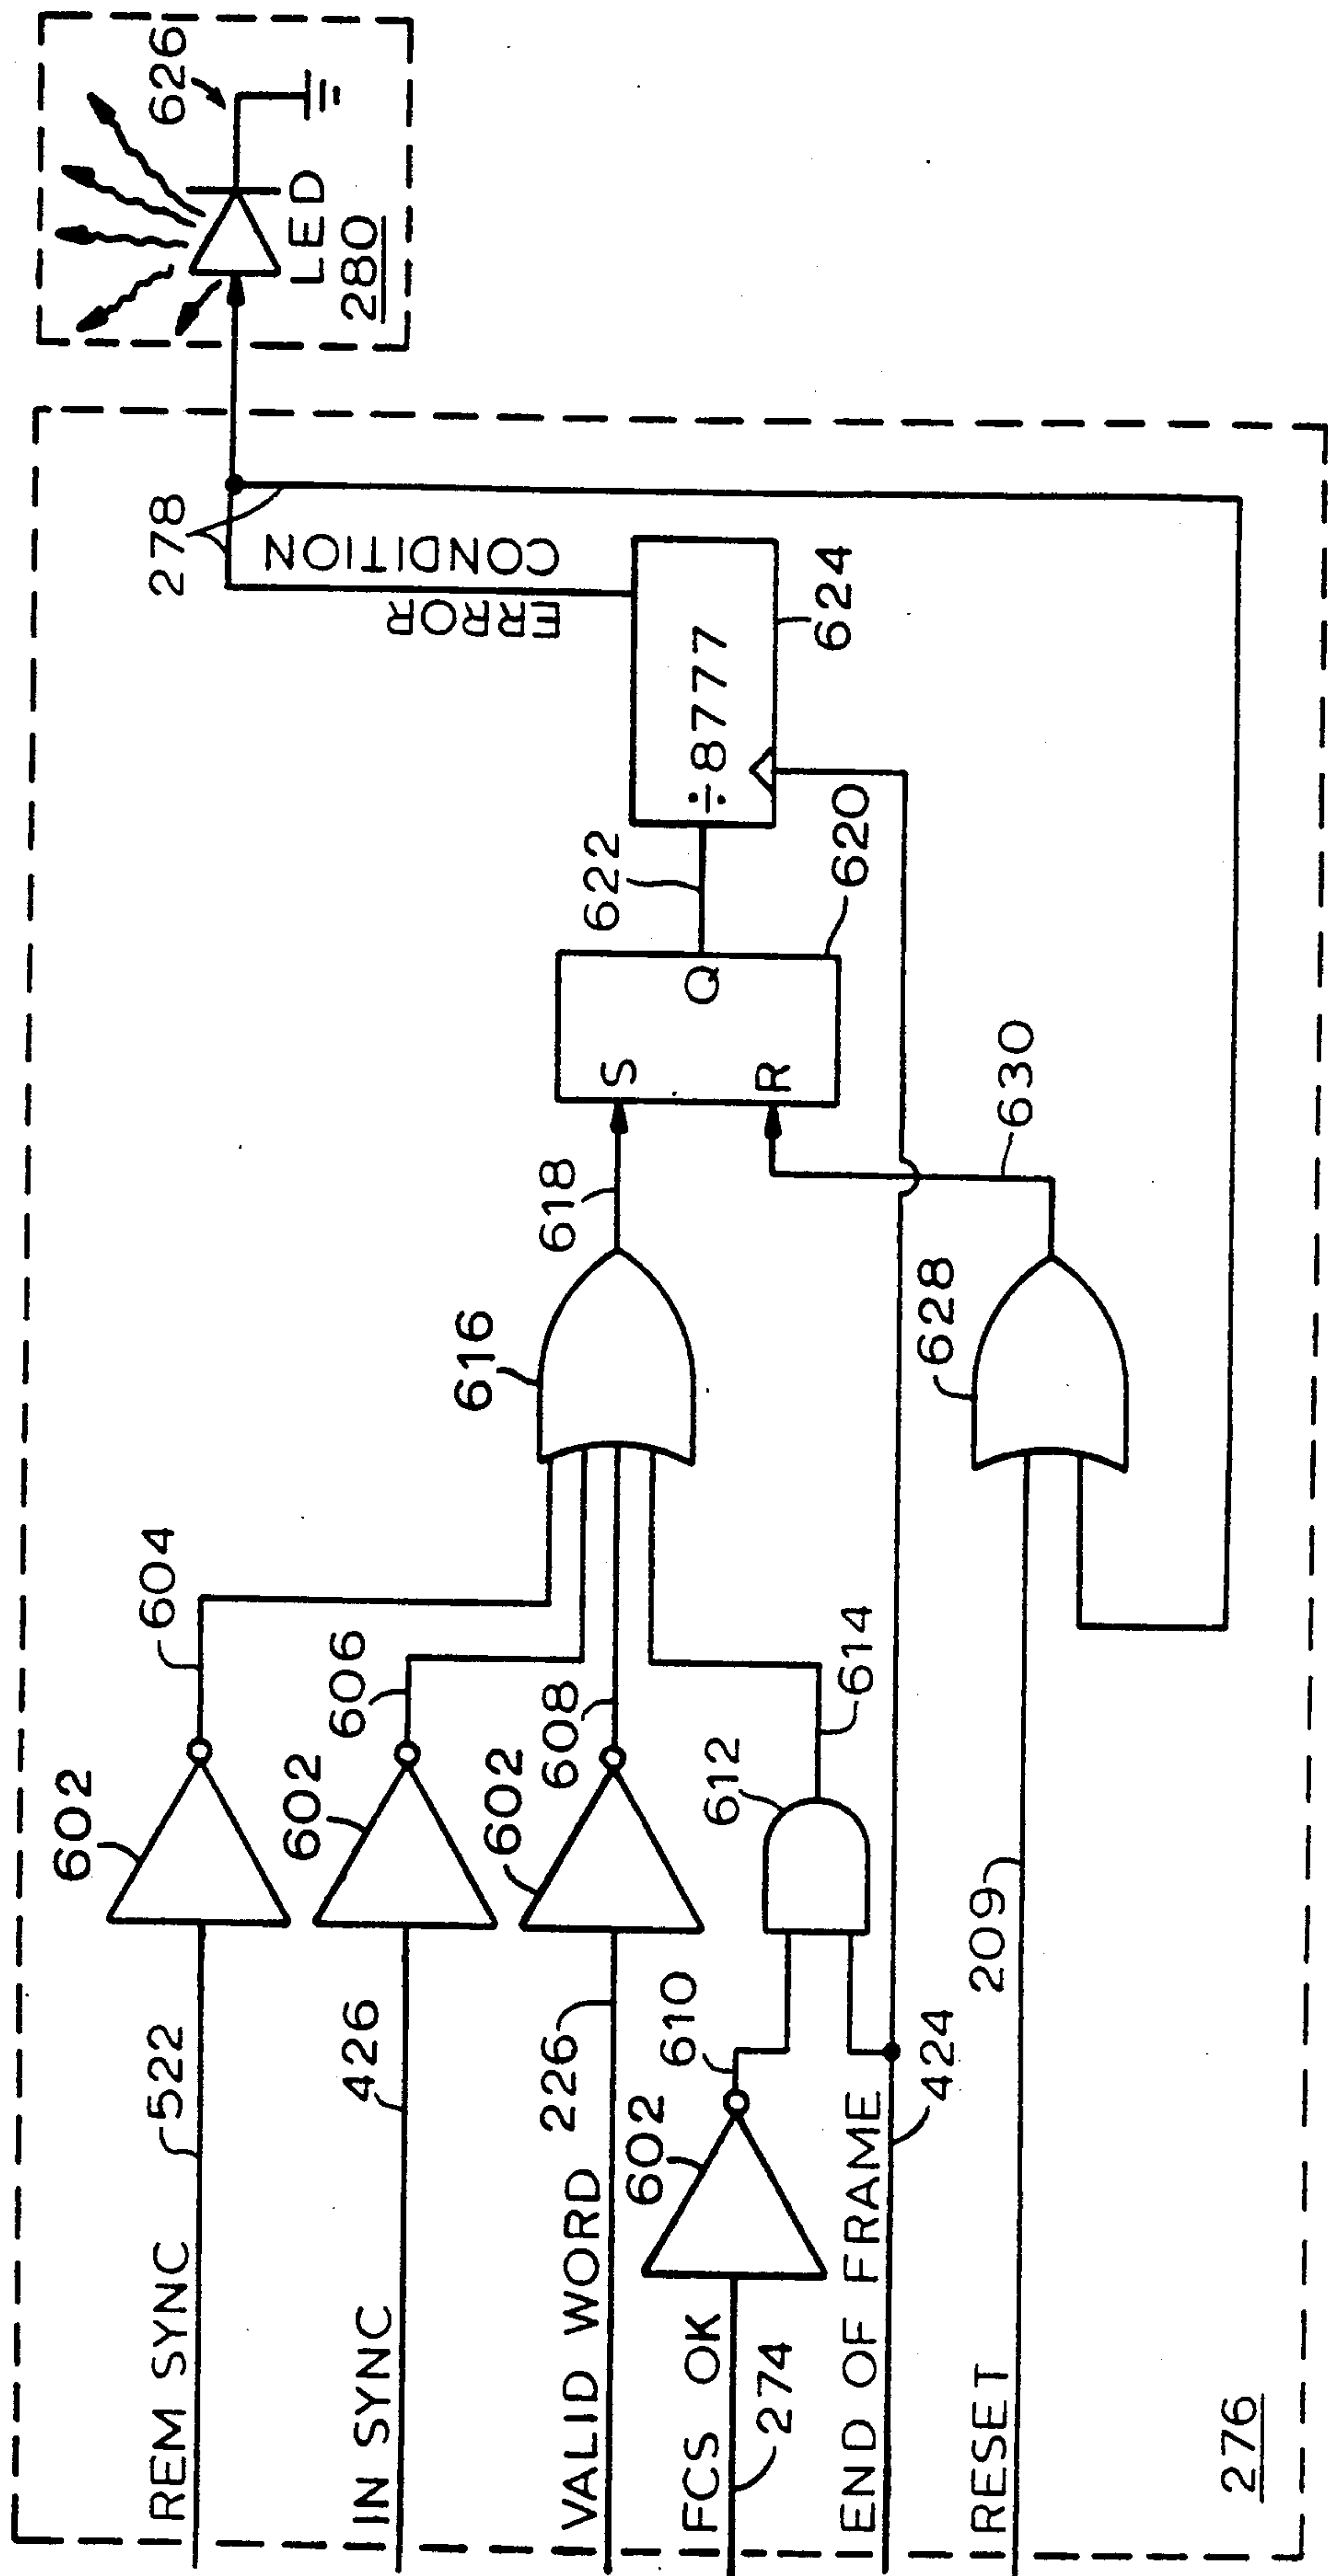 REM SYNC
522
602
604
IN SYNC
426
602
606
VALID WORD
226
602
608
FCS OK
274
602
610
612
614
END OF FRAME
424
RESET
209
276
616
618
S
R
Q
620
622
÷8777
624
628
630
ERROR
CONDITION
278
LED
280
626